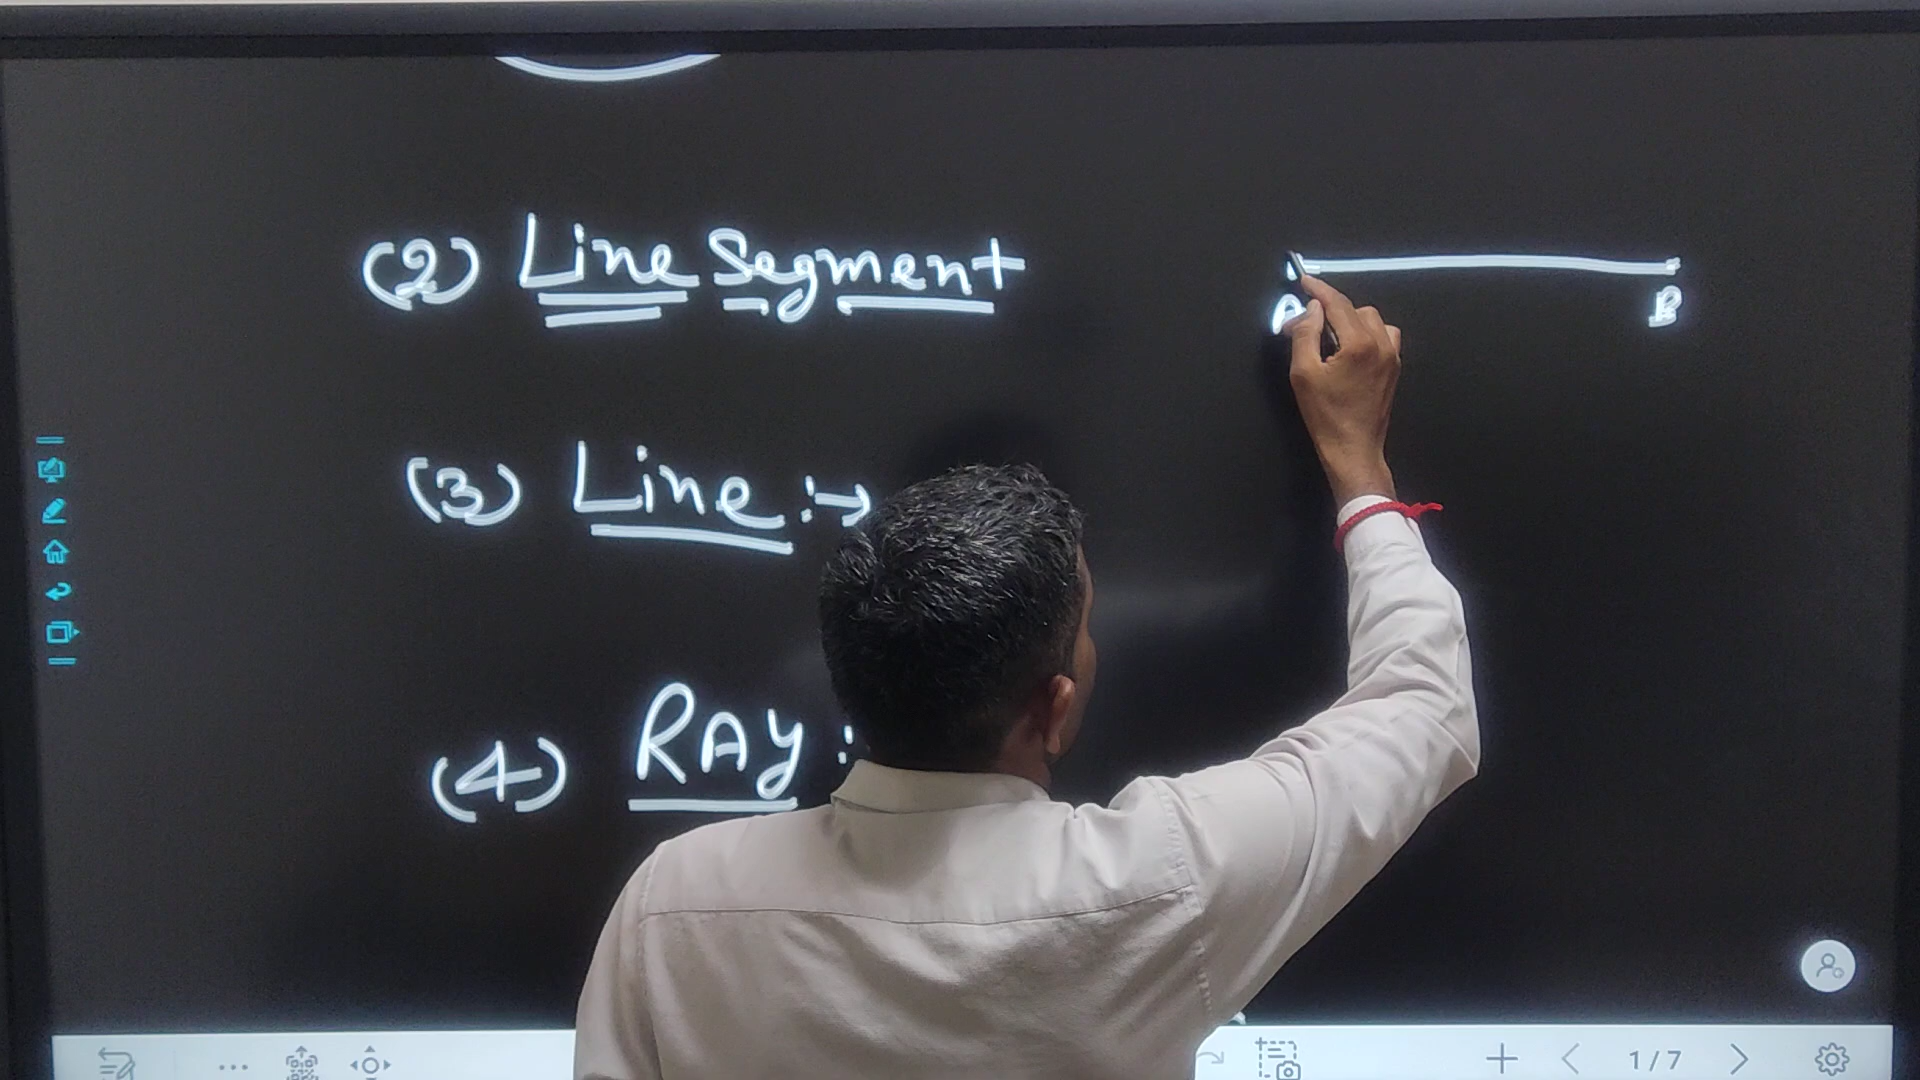 (2) Line Segment
A B
(3) Line :→
(4) RAy :
1/7